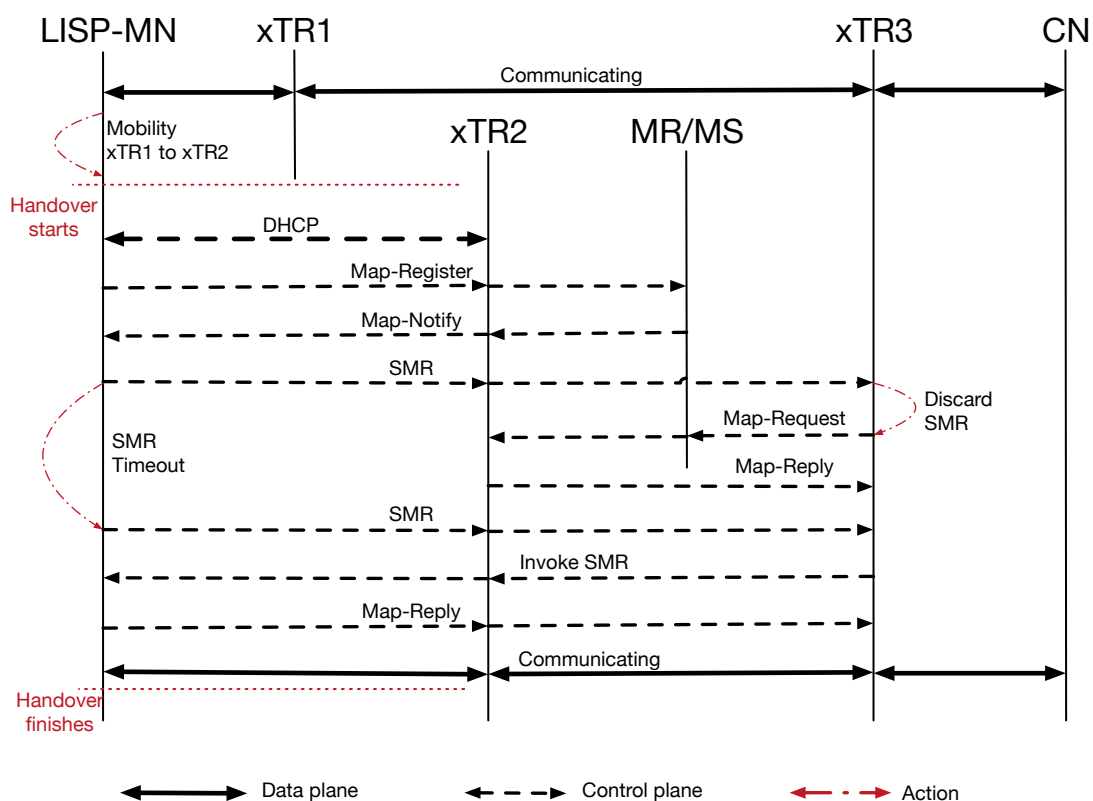 LISP-MN
xTR1
xTR3
CN
Communicating
Mobility
xTR1 to xTR2
xTR2
MR/MS
Handover
starts
DHCP
Map-Register
Map-Notify
SMR
Discard
SMR
Map-Request
SMR
Timeout
Map-Reply
SMR
Invoke SMR
Map-Reply
Communicating
Handover
finishes
Data plane
Control plane
Action